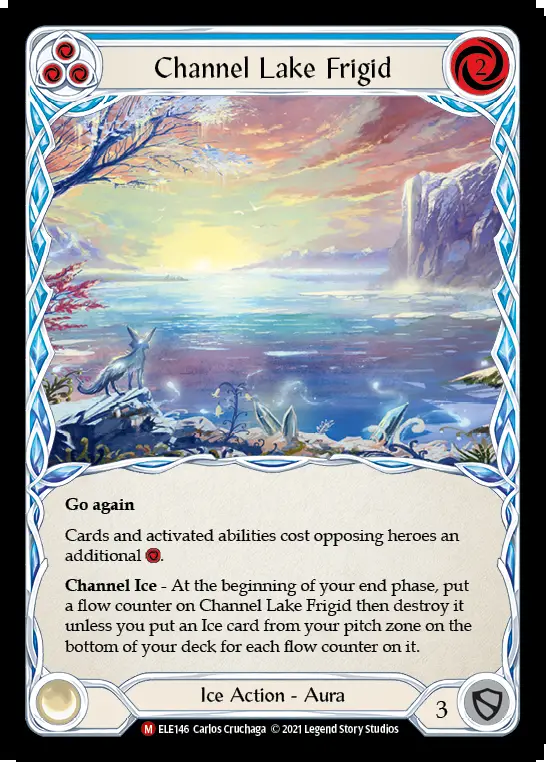 Channel Lake Frigid
2
Go again
Cards and activated abilities cost opposing heroes an
additional .
Channel Ice - At the beginning of your end phase, put
a flow counter on Channel Lake Frigid then destroy it
unless you put an Ice card from your pitch zone on the
bottom of your deck for each flow counter on it.
Ice Action - Aura
3
M ELE146 Carlos Cruchaga © 2021 Legend Story Studios